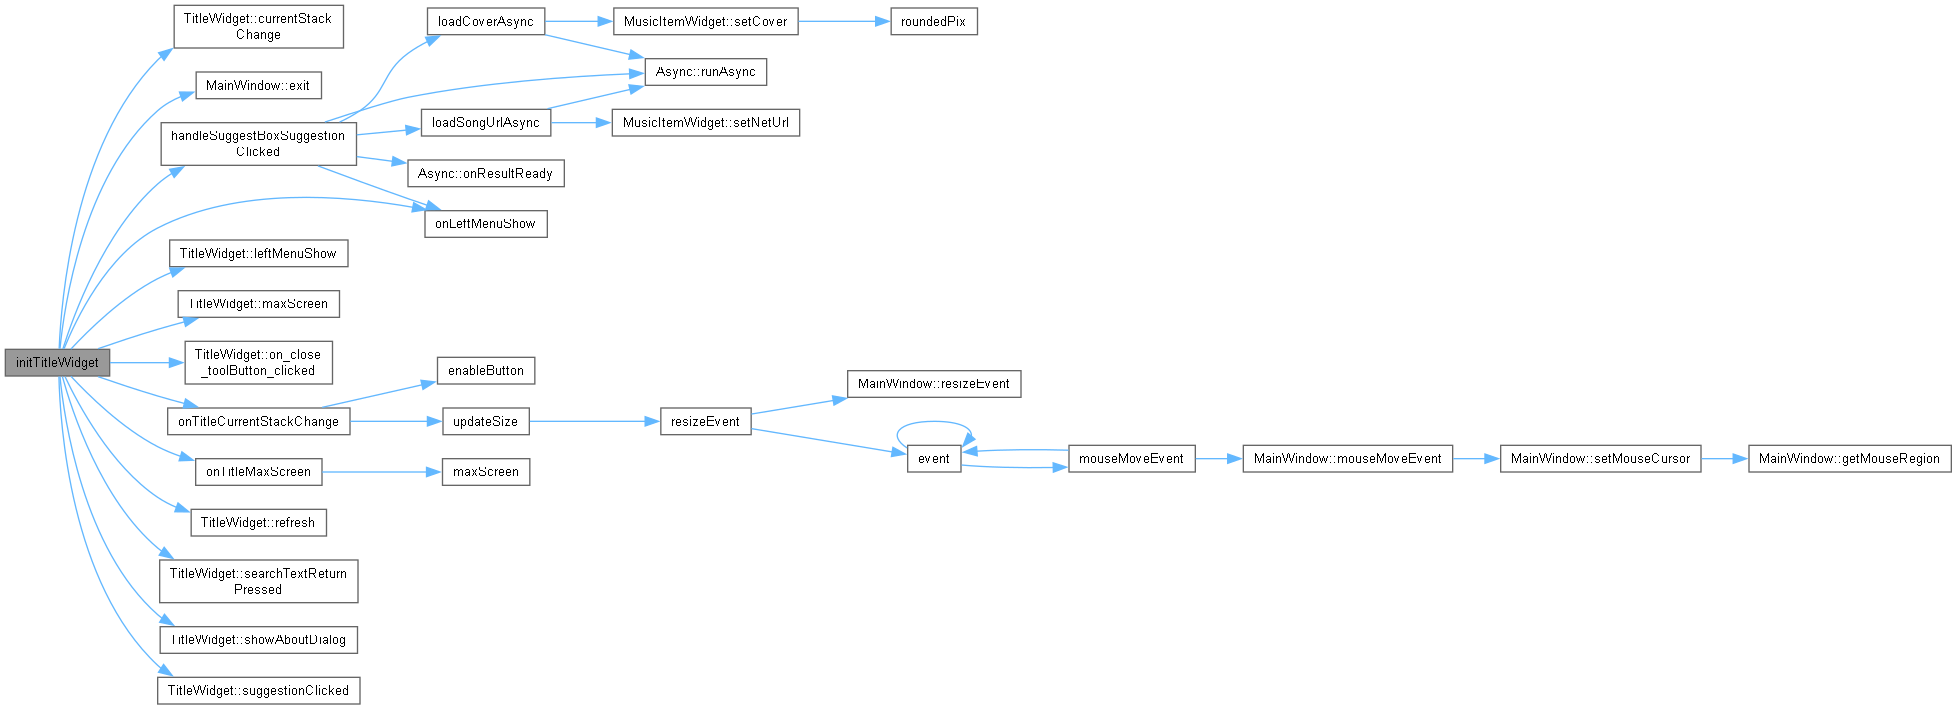 TitleWidget::currentStack
Change
MainWindow::exit
handleSuggestBoxSuggestion
Clicked
loadCoverAsync
MusicItemWidget::setCover
roundedPix
Async::runAsync
loadSongUrlAsync
MusicItemWidget::setNetUrl
Async::onResultReady
onLeftMenuShow
TitleWidget::leftMenuShow
TitleWidget::maxScreen
initTitleWidget
TitleWidget::on_close
_toolButton_clicked
onTitleCurrentStackChange
enableButton
updateSize
resizeEvent
MainWindow::resizeEvent
event
mouseMoveEvent
MainWindow::mouseMoveEvent
MainWindow::setMouseCursor
MainWindow::getMouseRegion
onTitleMaxScreen
maxScreen
TitleWidget::refresh
TitleWidget::searchTextReturn
Pressed
TitleWidget::showAboutDialog
TitleWidget::suggestionClicked